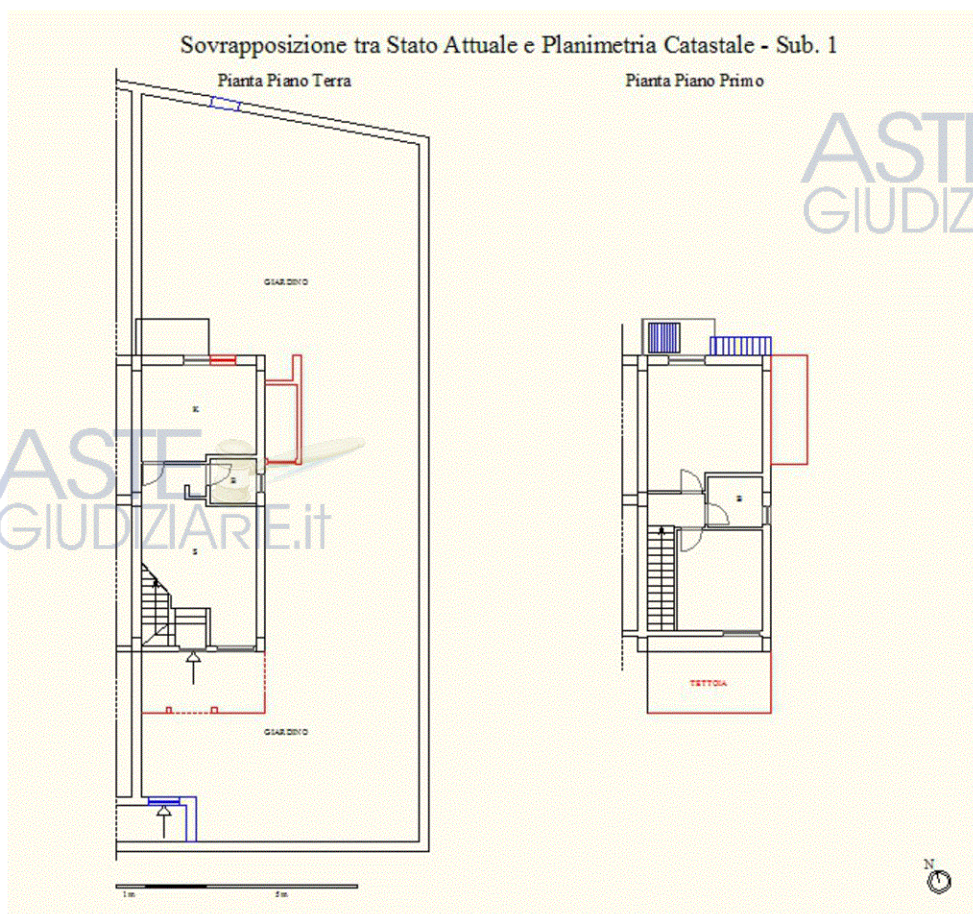 Sovrapposizione tra Stato Attuale e Planimetria Catastale - Sub. 1
Pianta Piano Terra
Pianta Piano Primo
ASTE
GIUDIZ
GIARDINO
K
B
ASTE
GIUDIZIARIE.it
S
B
TETTOIA
GIARDINO
N
1m
5m